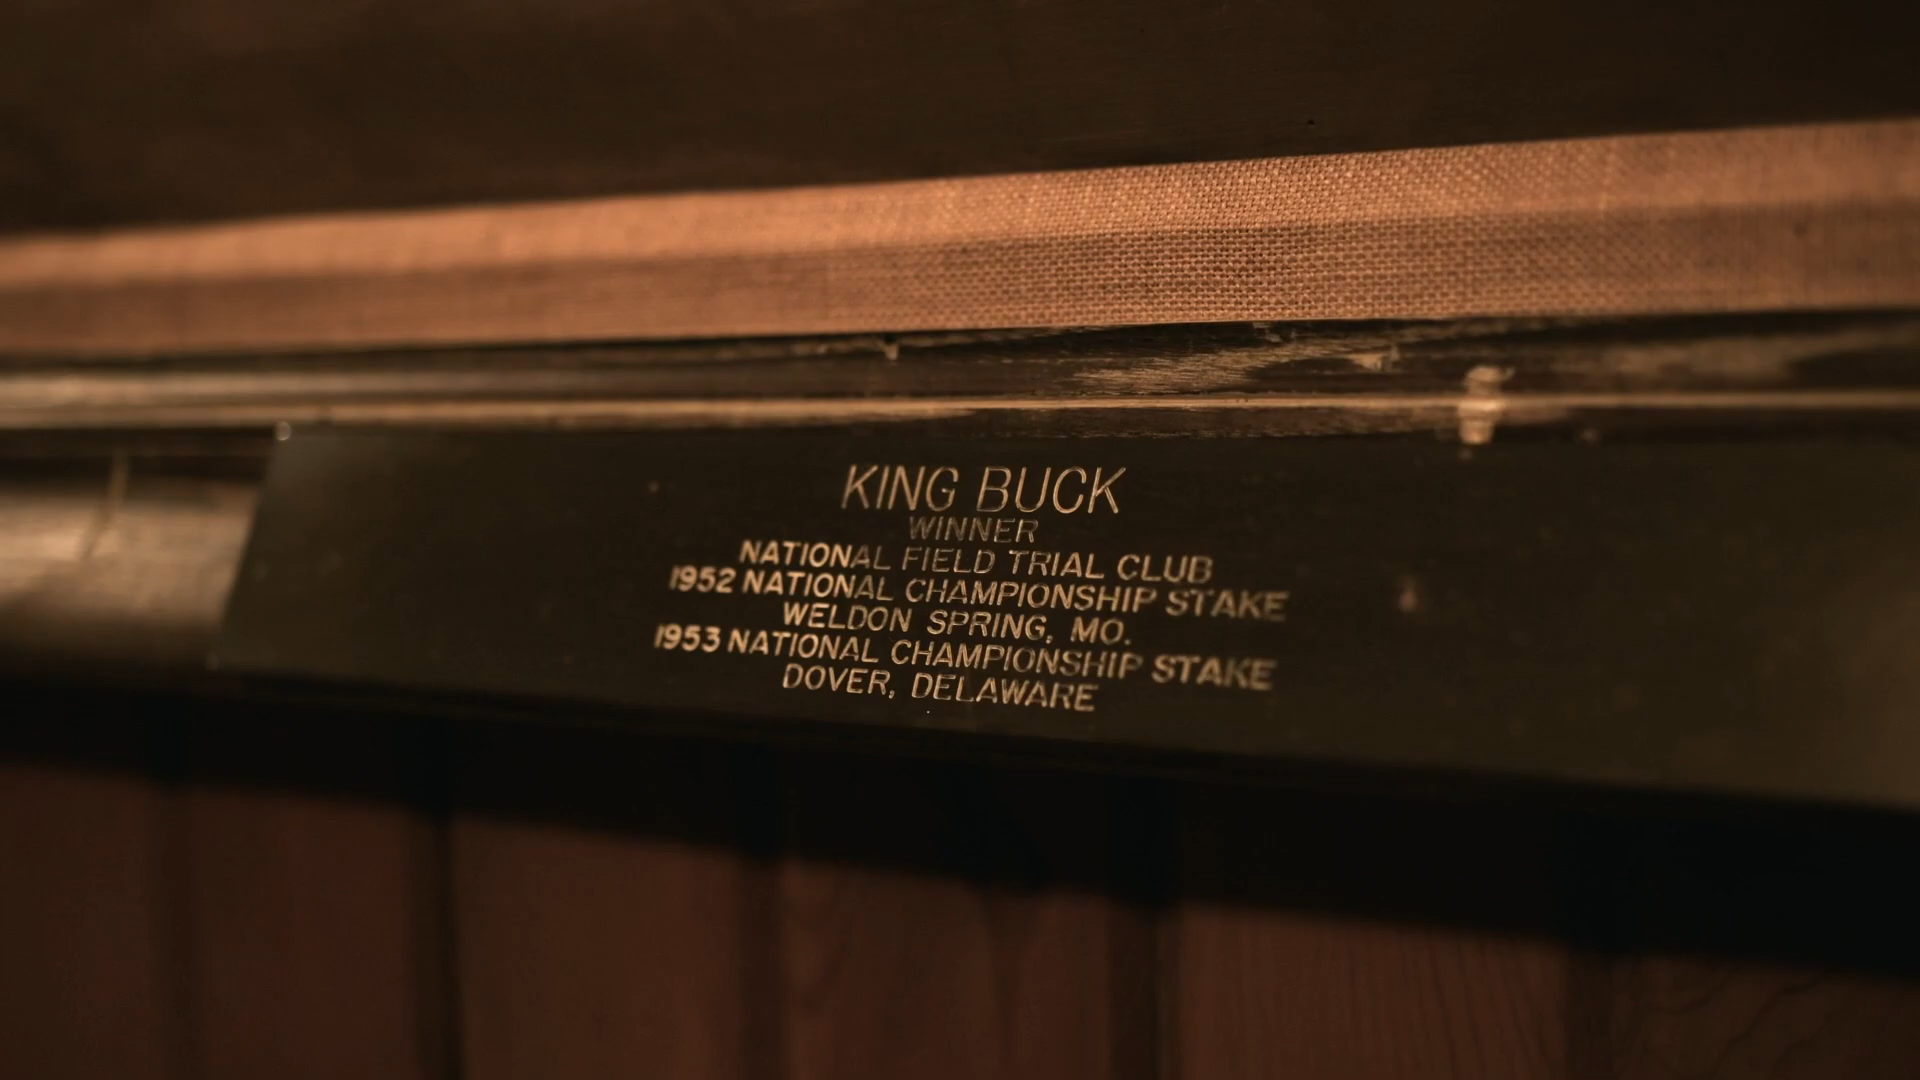 KING BUCK
WINNER
NATIONAL FIELD TRIAL CLUB
1952 NATIONAL CHAMPIONSHIP STAKE
WELDON SPRING, MO.
1953 NATIONAL CHAMPIONSHIP STAKE
DOVER, DELAWARE